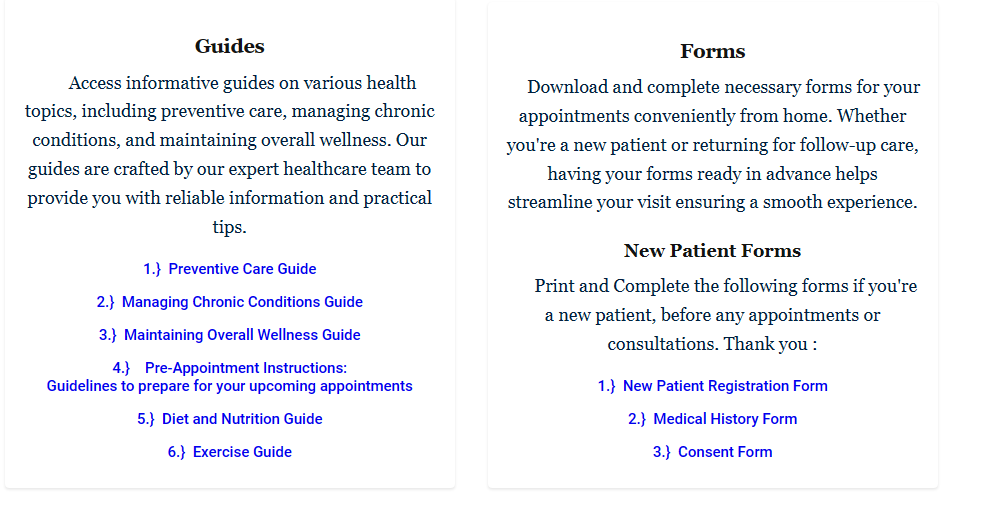 Guides
Access informative guides on various health
topics, including preventive care, managing chronic
conditions, and maintaining overall wellness. Our
guides are crafted by our expert healthcare team to
provide you with reliable information and practical
tips.
1.} Preventive Care Guide
2.} Managing Chronic Conditions Guide
3.} Maintaining Overall Wellness Guide
4.} Pre-Appointment Instructions:
Guidelines to prepare for your upcoming appointments
5.} Diet and Nutrition Guide
6.} Exercise Guide
Forms
Download and complete necessary forms for your
appointments conveniently from home. Whether
you're a new patient or returning for follow-up care,
having your forms ready in advance helps
streamline your visit ensuring a smooth experience.
New Patient Forms
Print and Complete the following forms if you're
a new patient, before any appointments or
consultations. Thank you :
1.} New Patient Registration Form
2.} Medical History Form
3.} Consent Form